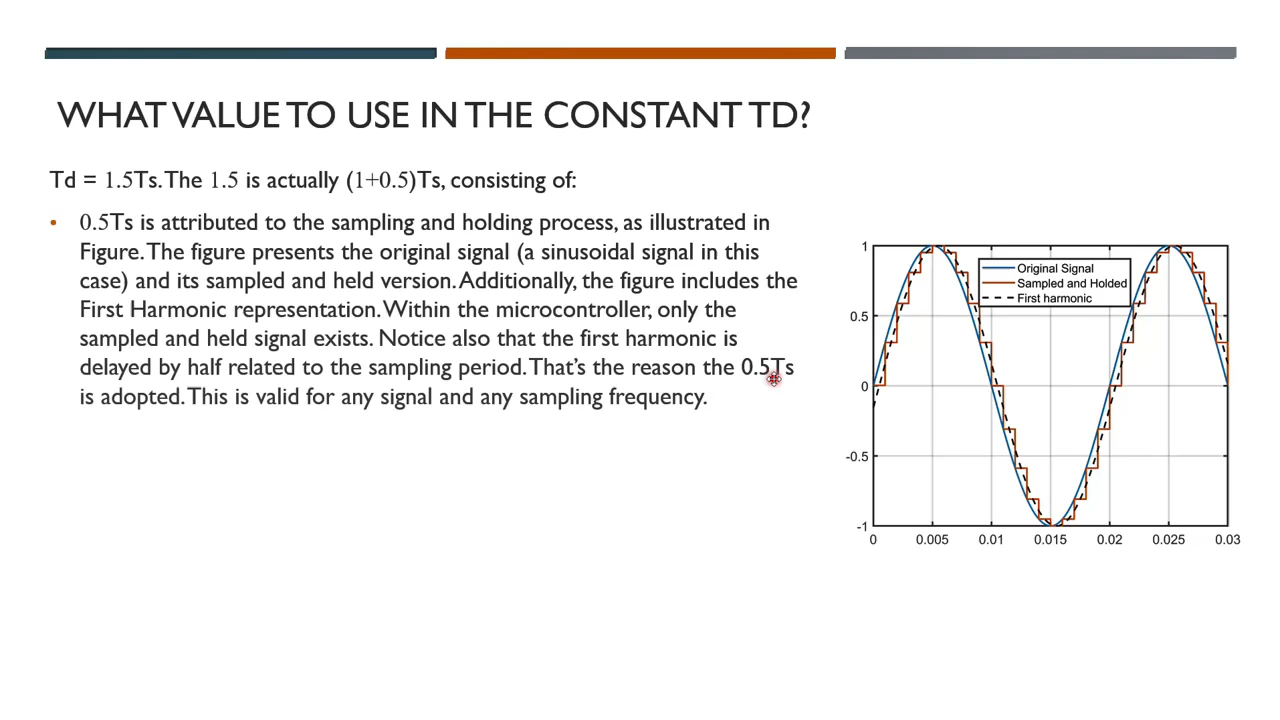 WHAT VALUE TO USE IN THE CONSTANT TD?
Td = 1.5Ts. The 1.5 is actually (1+0.5)Ts, consisting of:
• 0.5Ts is attributed to the sampling and holding process, as illustrated in
Figure. The figure presents the original signal (a sinusoidal signal in this
case) and its sampled and held version. Additionally, the figure includes the
First Harmonic representation. Within the microcontroller, only the
sampled and held signal exists. Notice also that the first harmonic is
delayed by half related to the sampling period. That's the reason the 0.5Ts
is adopted. This is valid for any signal and any sampling frequency.
Original Signal
Sampled and Holded
First harmonic
1
0.5
0
-0.5
-1
0 0.005 0.01 0.015 0.02 0.025 0.03